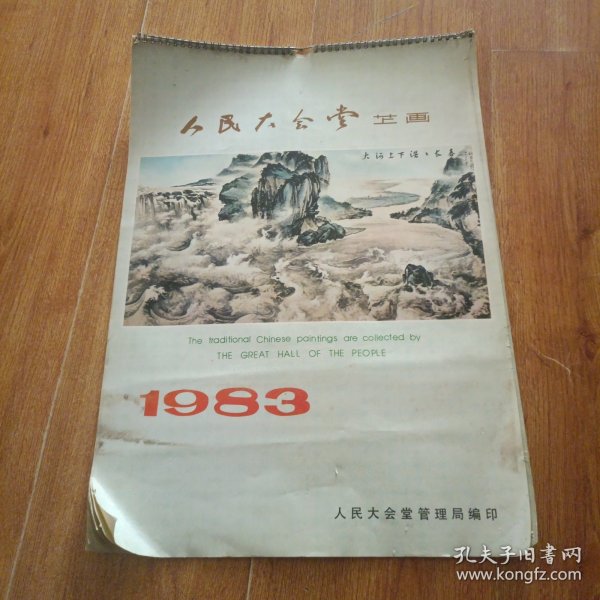 人民大会堂 芷画
大河上下浩浩长春
The traditional Chinese paintings are collected by
THE GREAT HALL OF THE PEOPLE
1983
人民大会堂管理局编印
孔夫子旧书网
www.kongfz.com